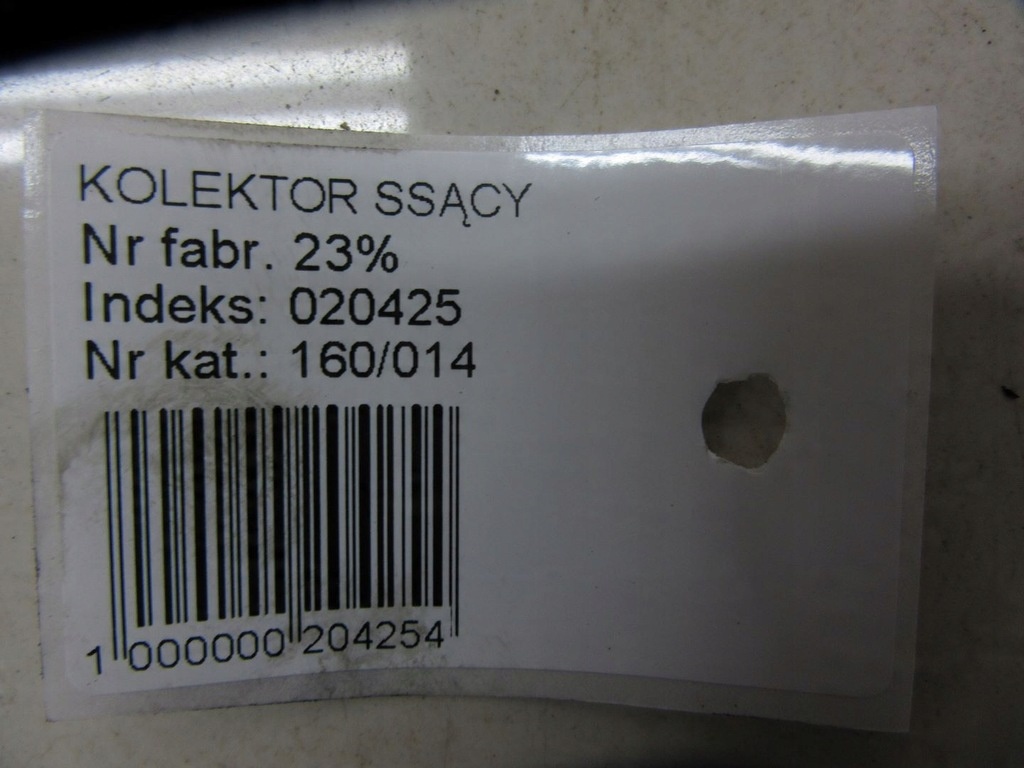 KOLEKTOR SSĄCY
Nr fabr. 23%
Indeks: 020425
Nr kat.: 160/014
1 000000 204254